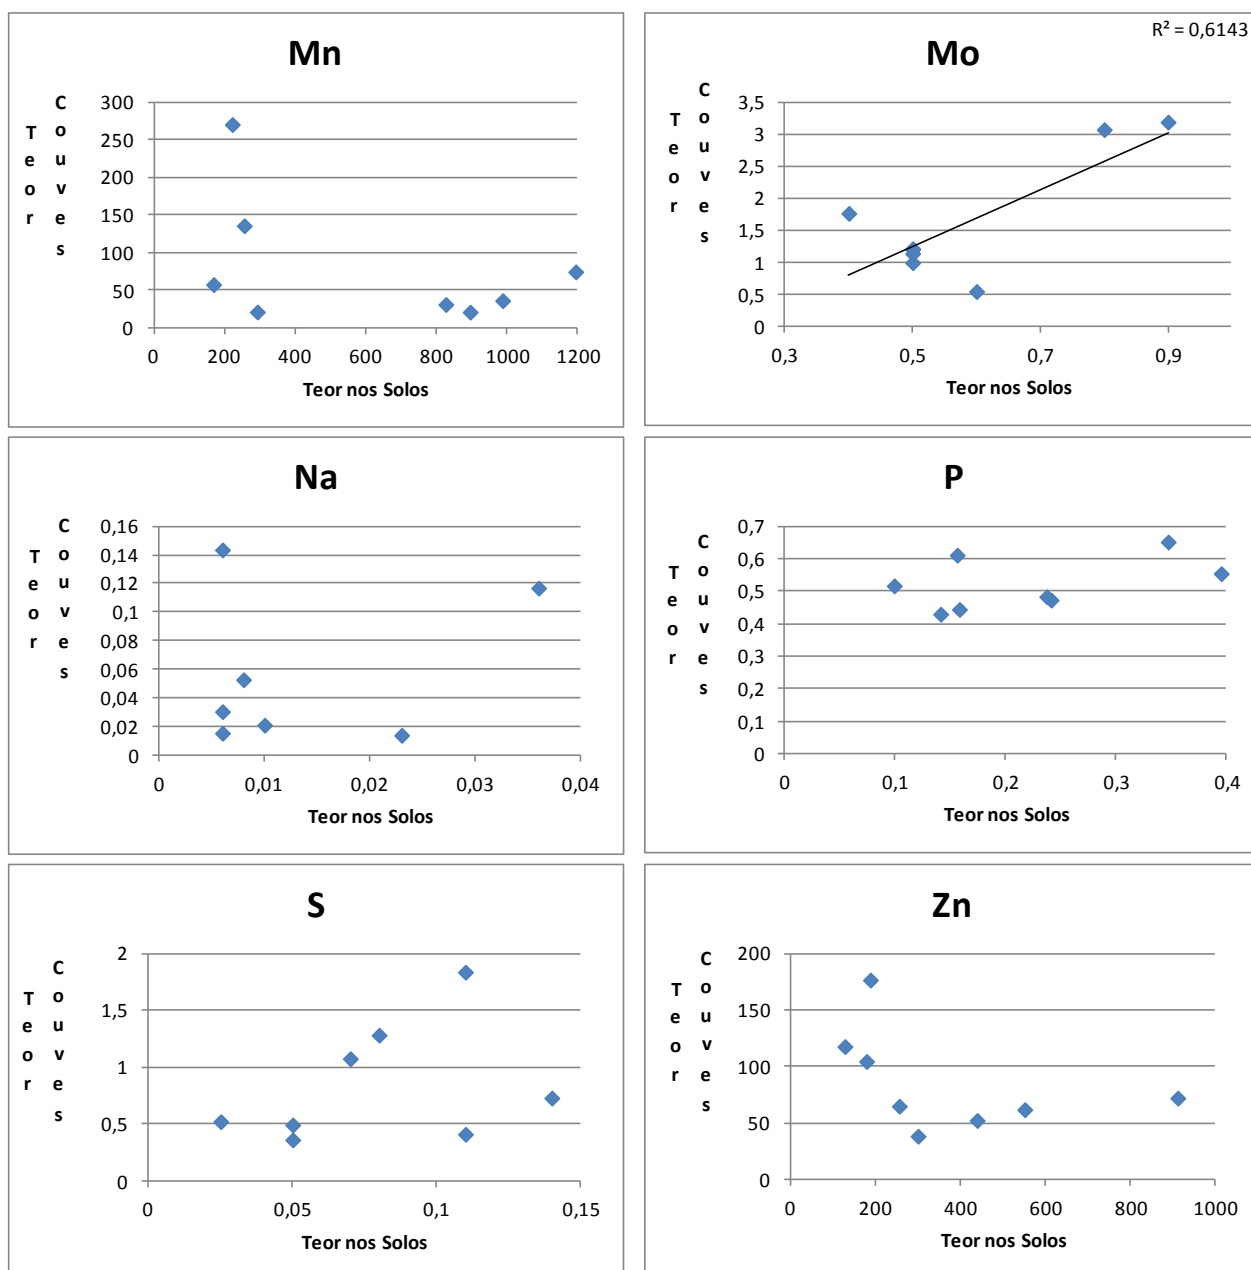 Mn
Teor Couves
300
250
200
150
100
50
0
0 200 400 600 800 1000 1200
Teor nos Solos
R² = 0,6143
Mo
Teor Couves
3,5
3
2,5
2
1,5
1
0,5
0
0,3 0,5 0,7 0,9
Teor nos Solos
Na
Teor Couves
0,16
0,14
0,12
0,1
0,08
0,06
0,04
0,02
0
0 0,01 0,02 0,03 0,04
Teor nos Solos
P
Teor Couves
0,7
0,6
0,5
0,4
0,3
0,2
0,1
0
0 0,1 0,2 0,3 0,4
Teor nos Solos
S
Teor Couves
2
1,5
1
0,5
0
0 0,05 0,1 0,15
Teor nos Solos
Zn
Teor Couves
200
150
100
50
0
0 200 400 600 800 1000
Teor nos Solos